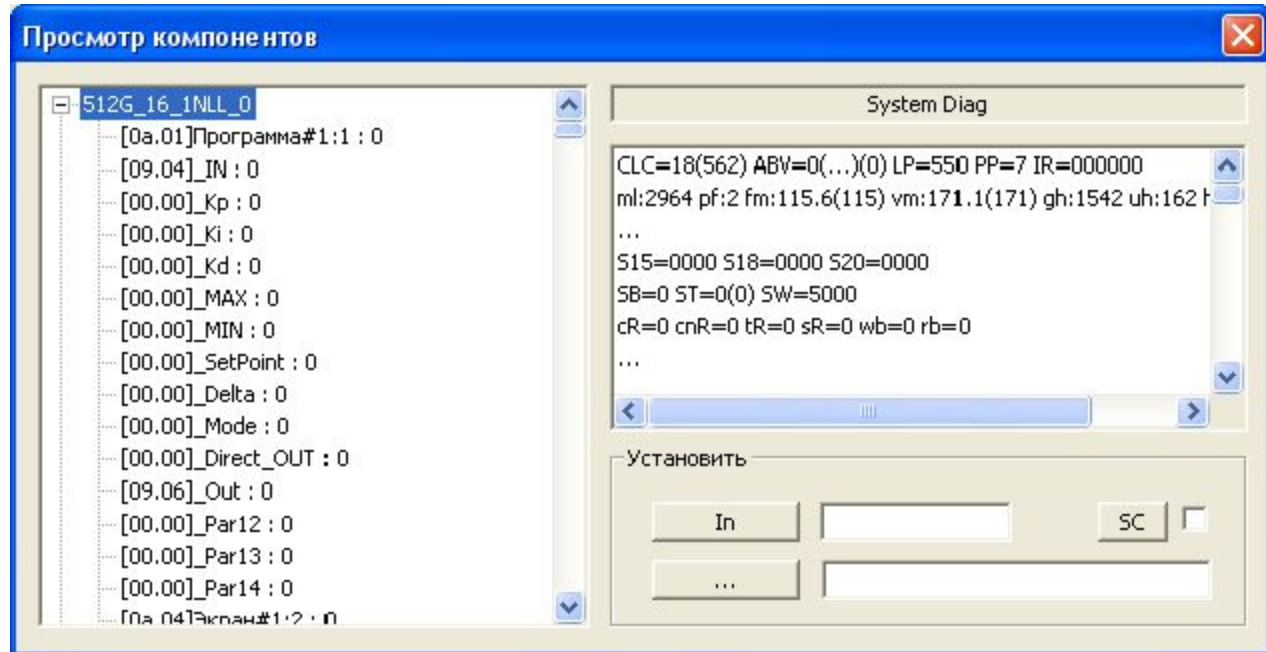 Просмотр компонентов
512G_16_1NLL_0
[0a.01]Программа#1:1 : 0
[09.04]_IN : 0
[00.00]_Kp : 0
[00.00]_Ki : 0
[00.00]_Kd : 0
[00.00]_MAX : 0
[00.00]_MIN : 0
[00.00]_SetPoint : 0
[00.00]_Delta : 0
[00.00]_Mode : 0
[00.00]_Direct_OUT : 0
[09.06]_Out : 0
[00.00]_Par12 : 0
[00.00]_Par13 : 0
[00.00]_Par14 : 0
[0a.04]Экран#1:2 : 0
System Diag
CLC=18(562) ABV=0(...)(0) LP=550 PP=7 IR=000000
ml:2964 pf:2 fm:115.6(115) vm:171.1(171) gh:1542 uh:162
...
S15=0000 S18=0000 S20=0000
SB=0 ST=0(0) SW=5000
cR=0 cnR=0 tR=0 sR=0 wb=0 rb=0
...
Установить
In
SC
...